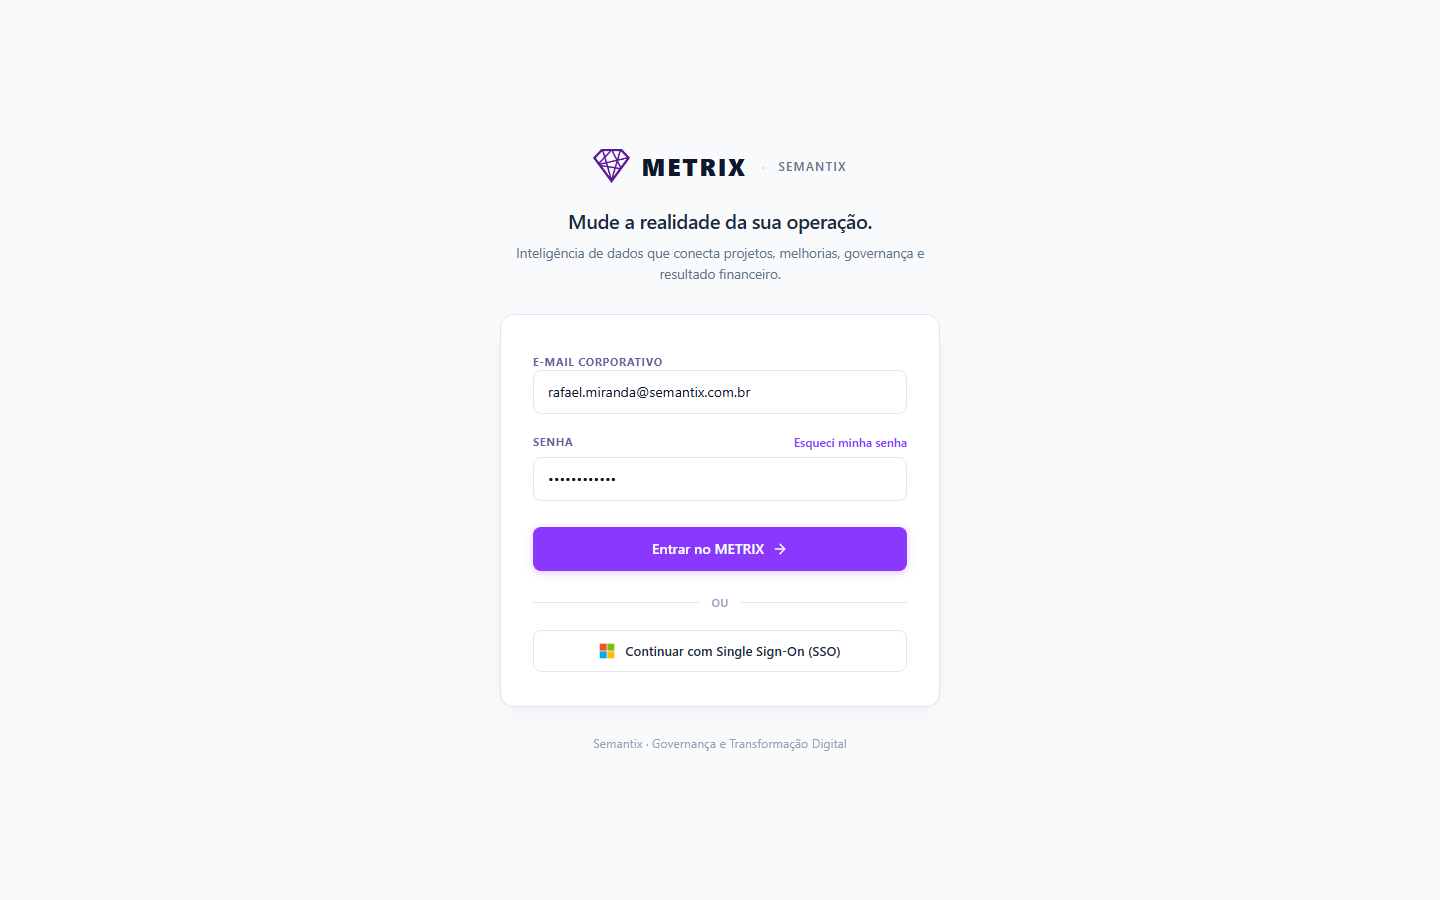 METRIX · SEMANTIX
Mude a realidade da sua operação.
Inteligência de dados que conecta projetos, melhorias, governança e
resultado financeiro.
E-MAIL CORPORATIVO
rafael.miranda@semantix.com.br
SENHA Esqueci minha senha
••••••••••••
Entrar no METRIX →
OU
Continuar com Single Sign-On (SSO)
Semantix · Governança e Transformação Digital